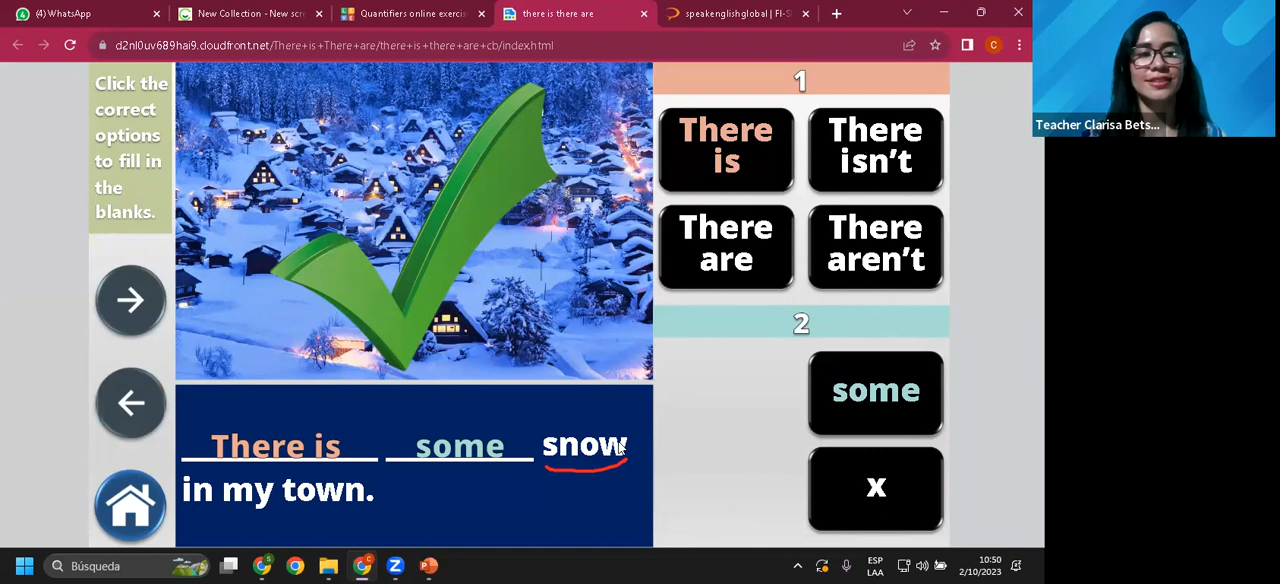 (4) WhatsApp
New Collection - New scr
Quantifiers online exercis
there is there are
speakenglishglobal | FI-S
d2nl0uv689hai9.cloudfront.net/There+is+There+are/there+is+there+are+cb/index.html
Click the
correct
options
to fill in
the
blanks.
1
There
is
There
isn't
There
are
There
aren't
2
some
x
There is some snow
in my town.
Teacher Clarisa Bets...
Búsqueda
ESP
LAA
10:50
2/10/2023